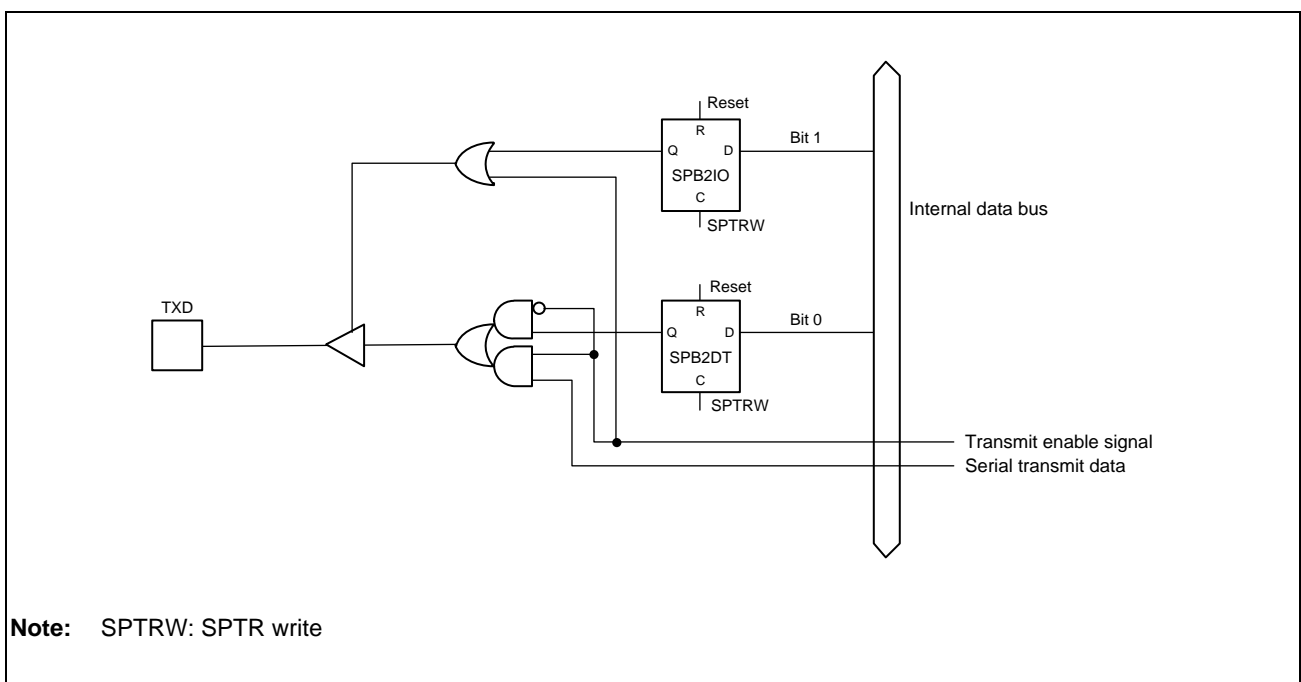 Reset
R
Bit 1
Q
D
SPB2IO
C
SPTRW
Internal data bus
Reset
TXD
R
Bit 0
Q
D
SPB2DT
C
SPTRW
Transmit enable signal
Serial transmit data
Note: SPTRW: SPTR write